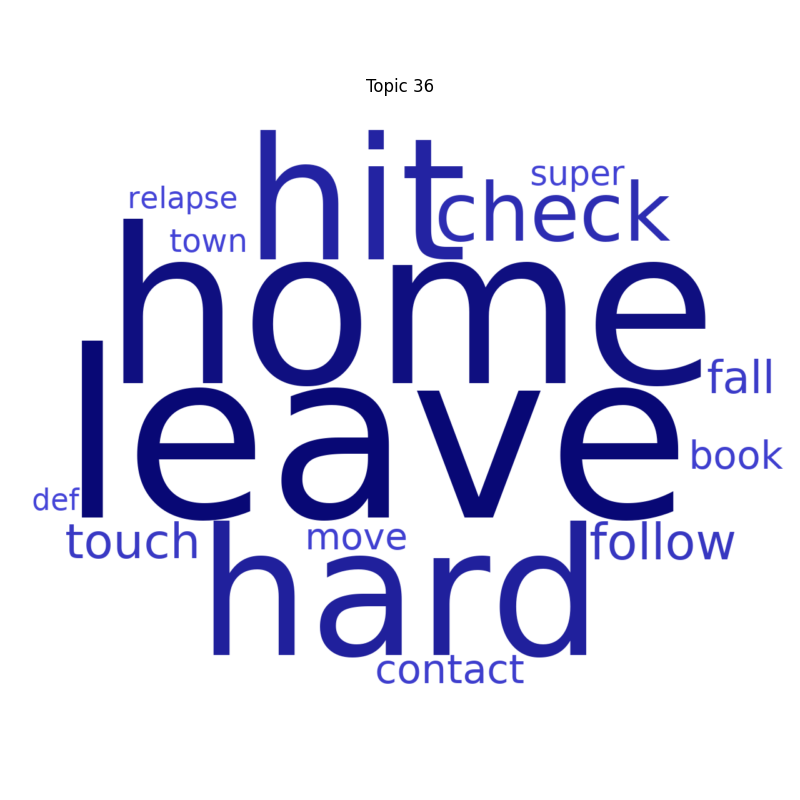 Topic 36
hit
super
check
relapse
town
home
fall
leave
book
def
touch
move
follow
hard
contact